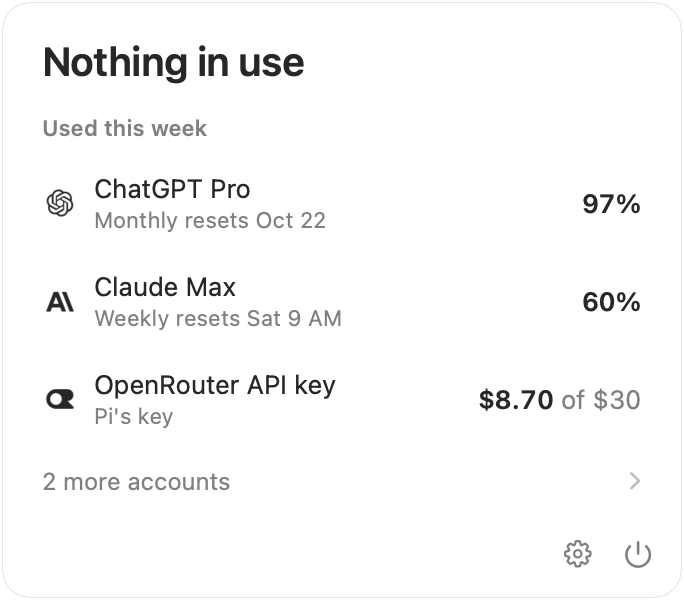 Nothing in use
Used this week
ChatGPT Pro
Monthly resets Oct 22
97%
Claude Max
Weekly resets Sat 9 AM
60%
OpenRouter API key
Pi's key
$8.70 of $30
2 more accounts